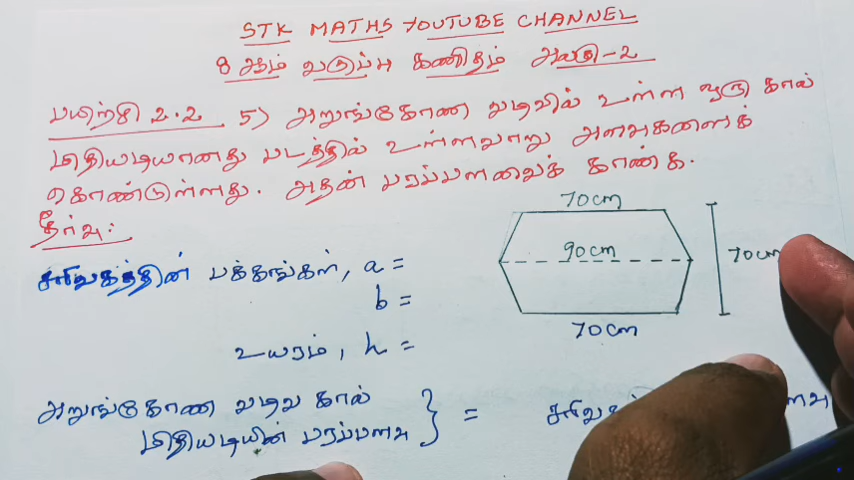 STK MATHS YOUTUBE CHANNEL
8 ஆம் வகுப்பு கணிதம் அலகு-2
பயிற்சி 2.2 5) அறுங்கோண வடிவில் உள்ள ஒரு கால்
மிதியடியானது படத்தில் உள்ளவாறு அளவுகளைக்
கொண்டுள்ளது. அதன் பரப்பளவைக் காண்க.
தீர்வு:
70cm
90cm
70cm
70cm
சரிவகத்தின் பக்கங்கள், a =
b =
உயரம், h =
அறுங்கோண வடிவ கால்
மிதியடியின் பரப்பளவு } =